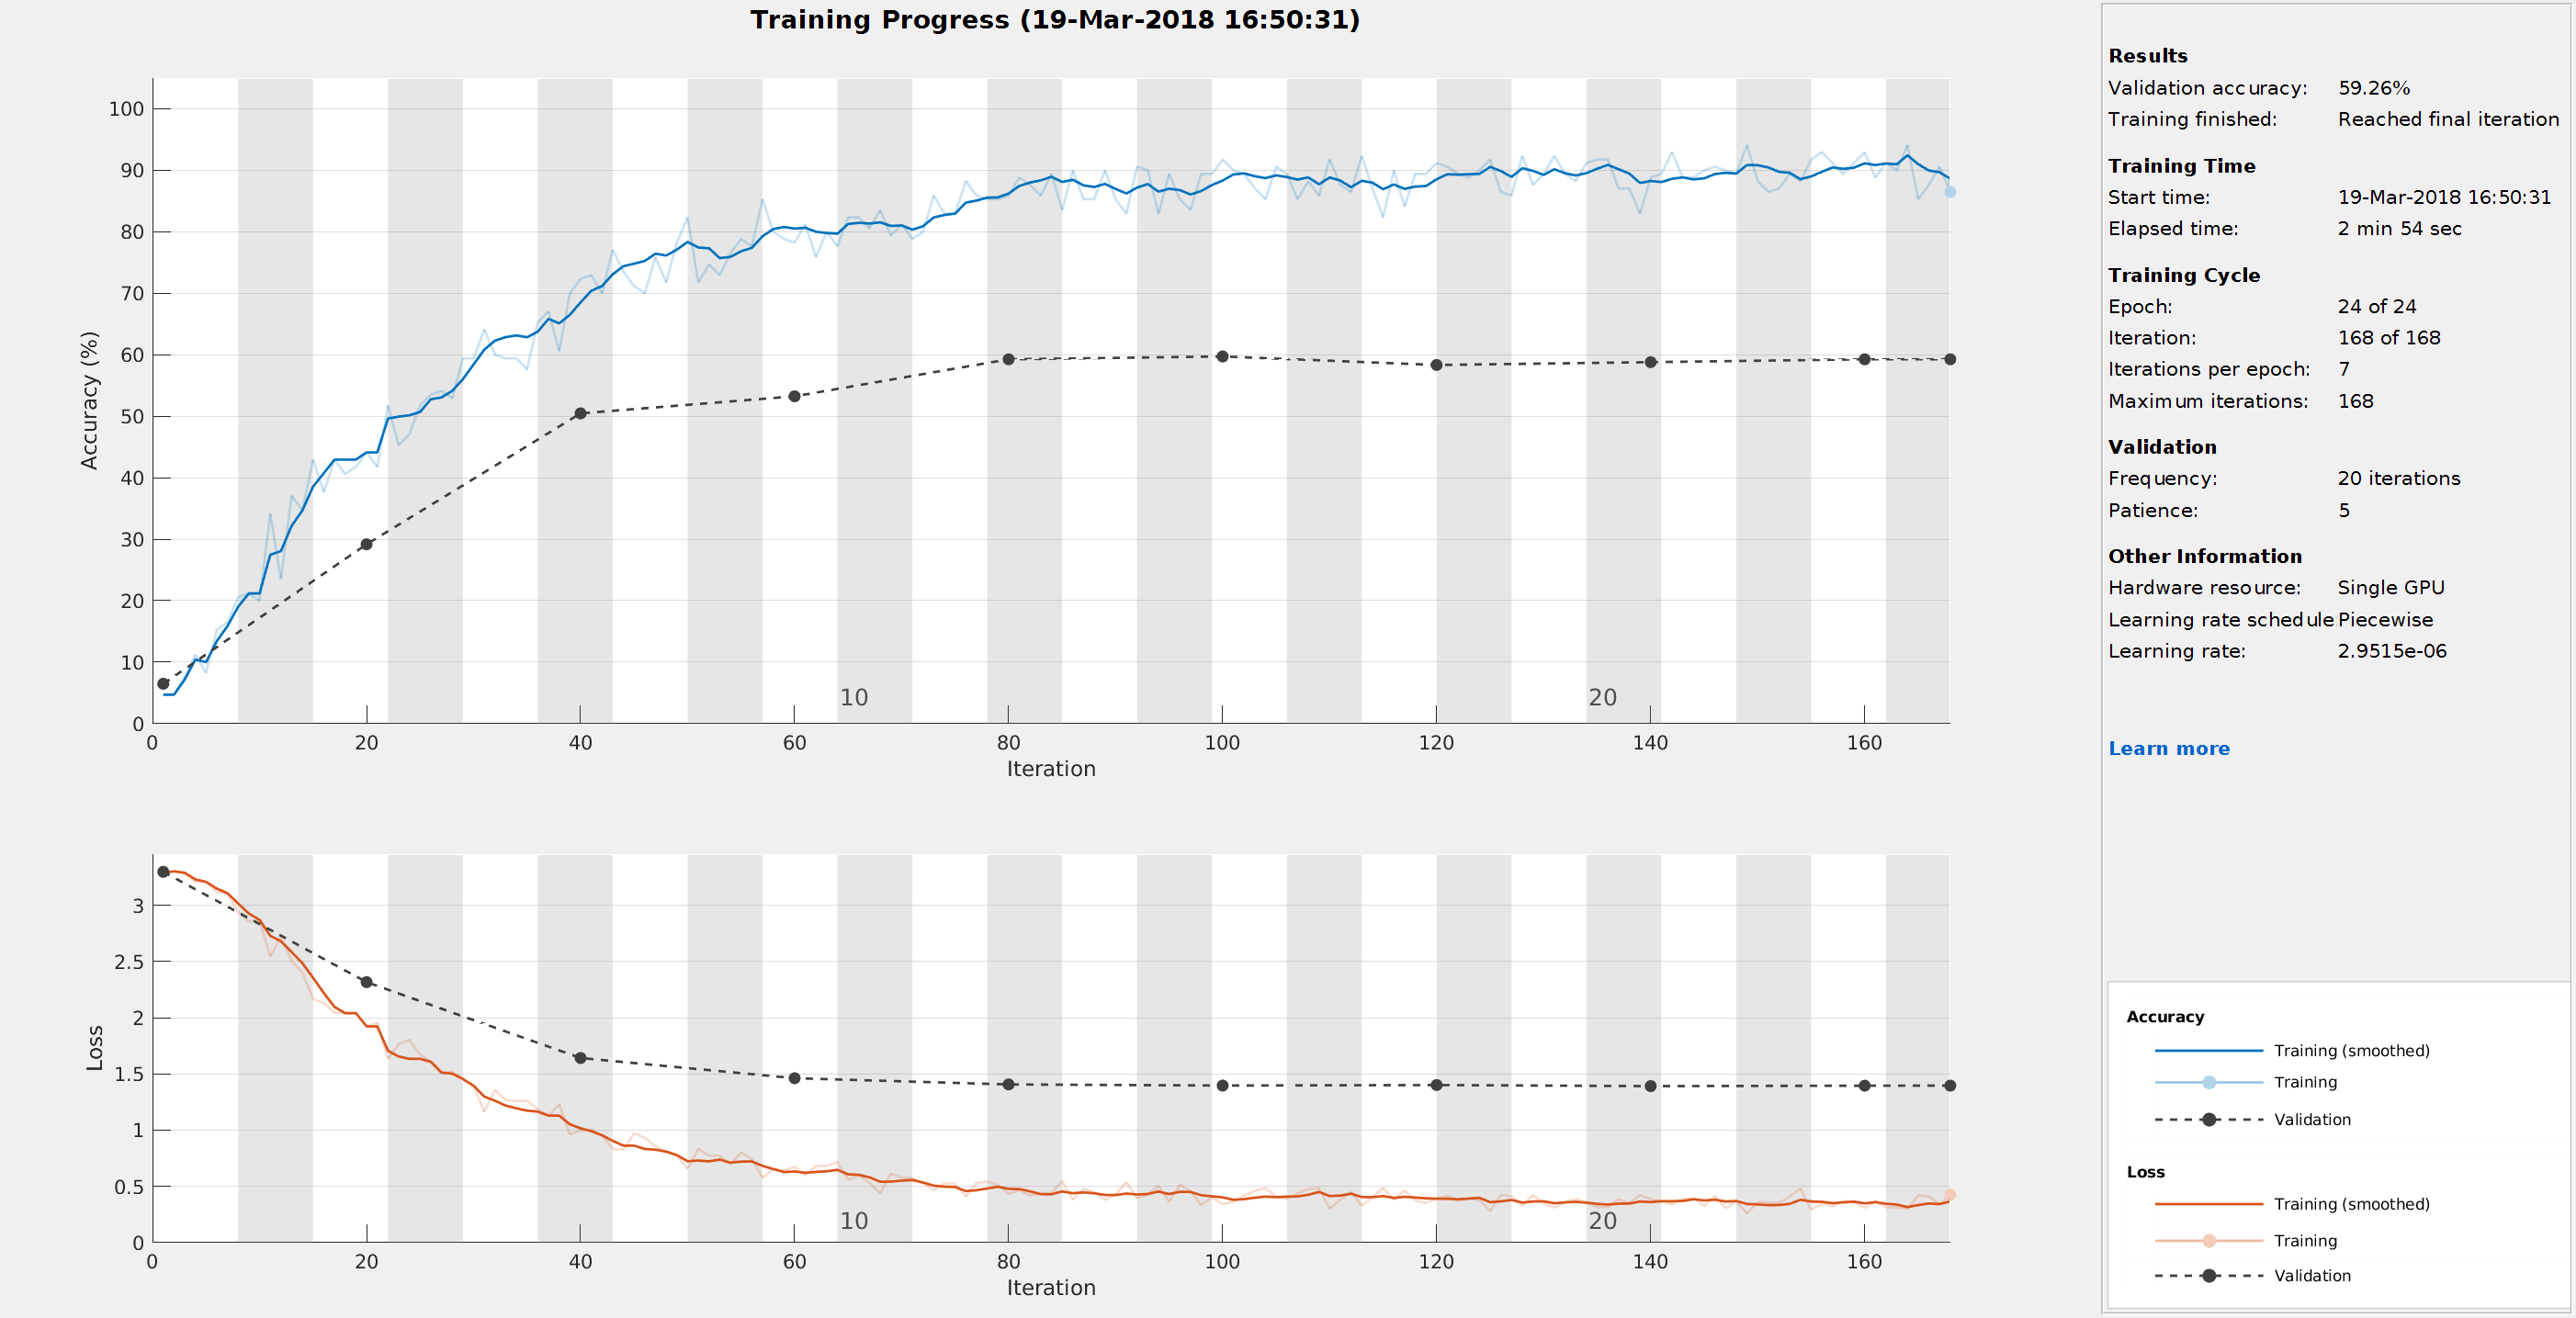 Training Progress (19-Mar-2018 16:50:31)
100
90
80
70
60
50
40
30
20
10
0
Accuracy (%)
10
20
0 20 40 60 80 100 120 140 160
Iteration
3
2.5
2
1.5
1
0.5
0
Loss
10
20
0 20 40 60 80 100 120 140 160
Iteration
Results
Validation accuracy: 59.26%
Training finished: Reached final iteration
Training Time
Start time: 19-Mar-2018 16:50:31
Elapsed time: 2 min 54 sec
Training Cycle
Epoch: 24 of 24
Iteration: 168 of 168
Iterations per epoch: 7
Maximum iterations: 168
Validation
Frequency: 20 iterations
Patience: 5
Other Information
Hardware resource: Single GPU
Learning rate schedule: Piecewise
Learning rate: 2.9515e-06
Learn more
Accuracy
Training (smoothed)
Training
Validation
Loss
Training (smoothed)
Training
Validation